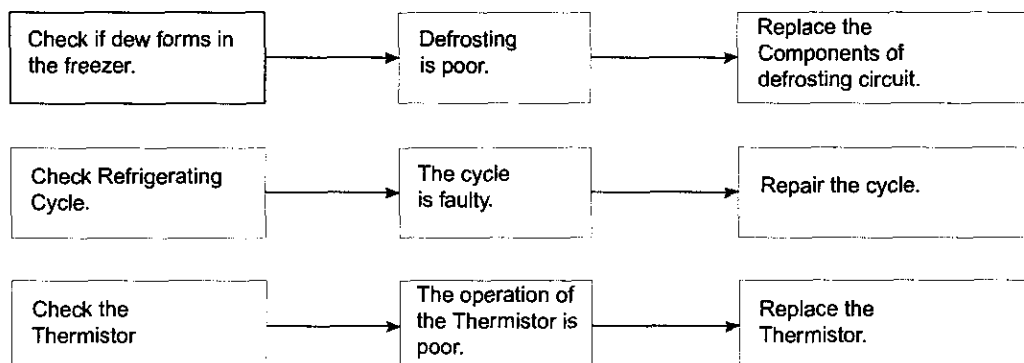 Check if dew forms in
the freezer.
Defrosting
is poor.
Replace the
Components of
defrosting circuit.
Check Refrigerating
Cycle.
The cycle
is faulty.
Repair the cycle.
Check the
Thermistor
The operation of
the Thermistor is
poor.
Replace the
Thermistor.